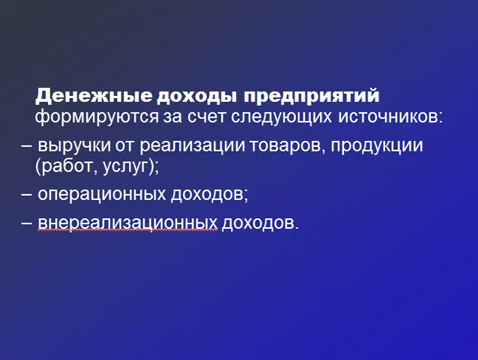 Денежные доходы предприятий
формируются за счет следующих источников:
– выручки от реализации товаров, продукции
(работ, услуг);
– операционных доходов;
– внереализационных доходов.